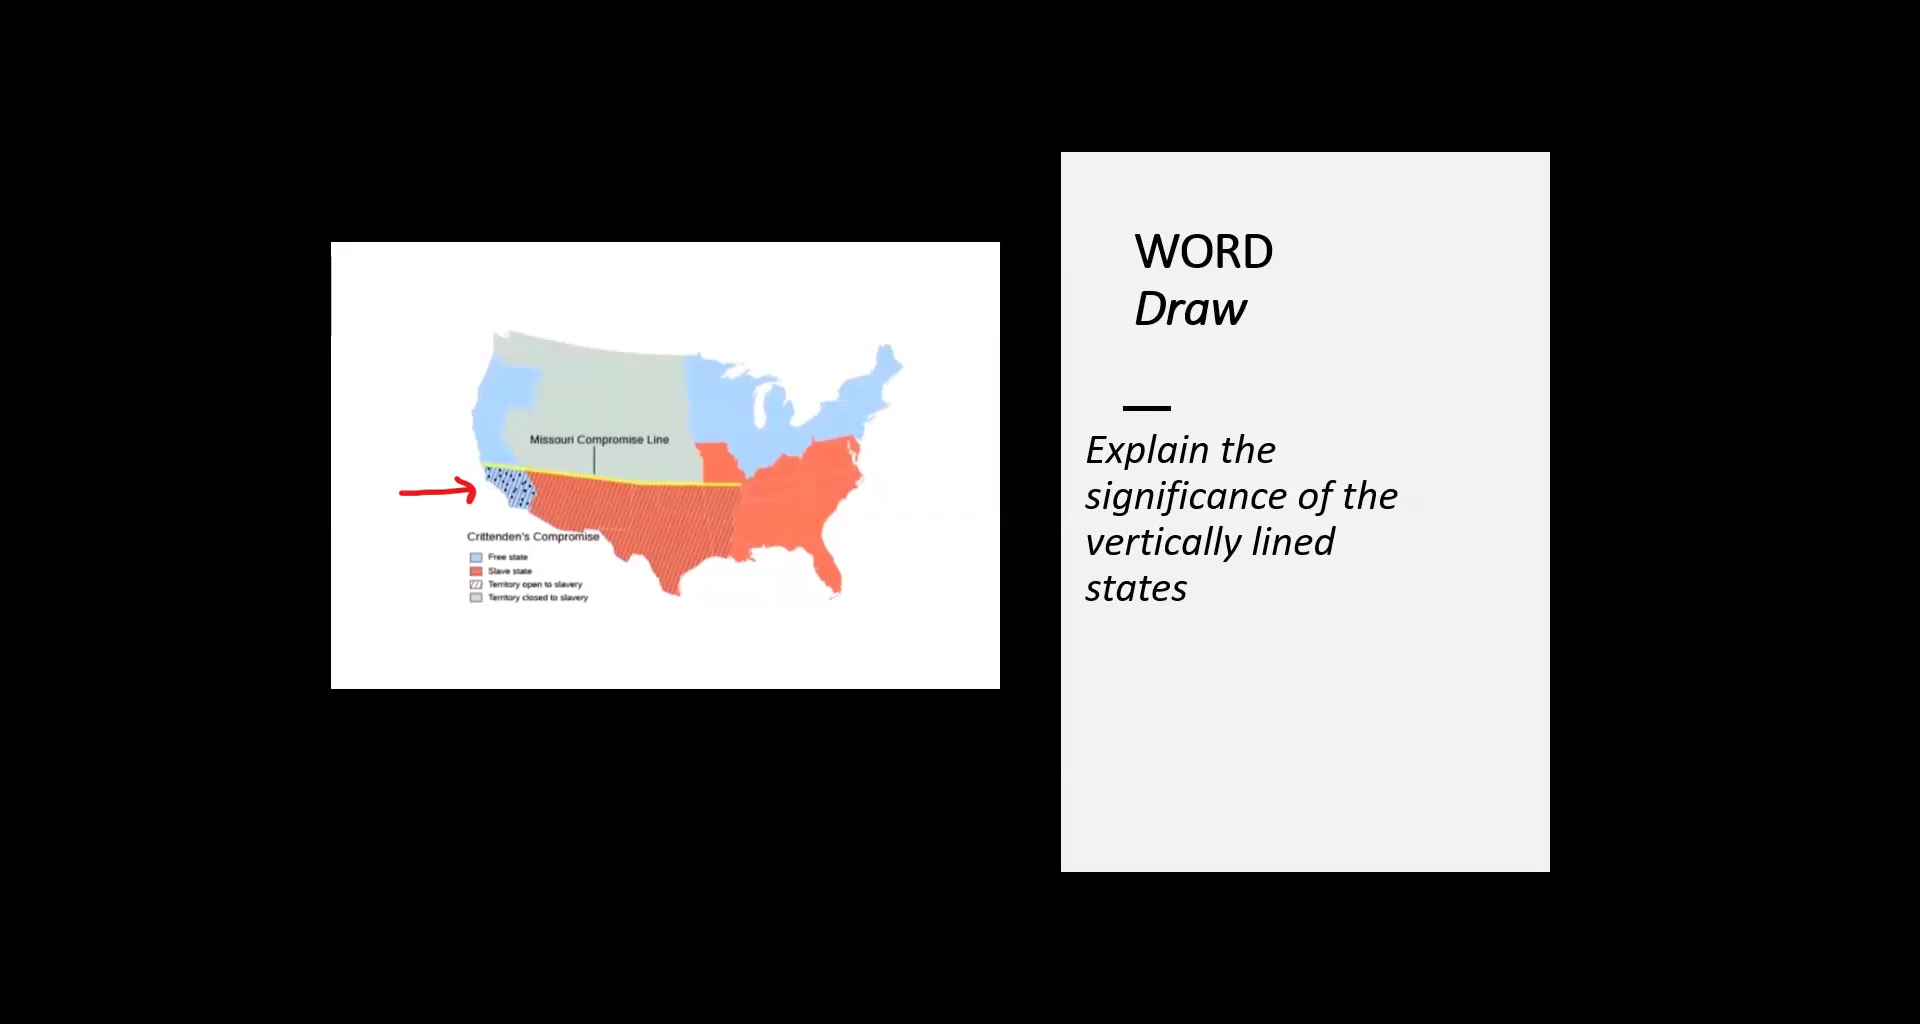 Missouri Compromise Line
Crittenden's Compromise
Free state
Slave state
Territory open to slavery
Territory closed to slavery
WORD
Draw
Explain the
significance of the
vertically lined
states